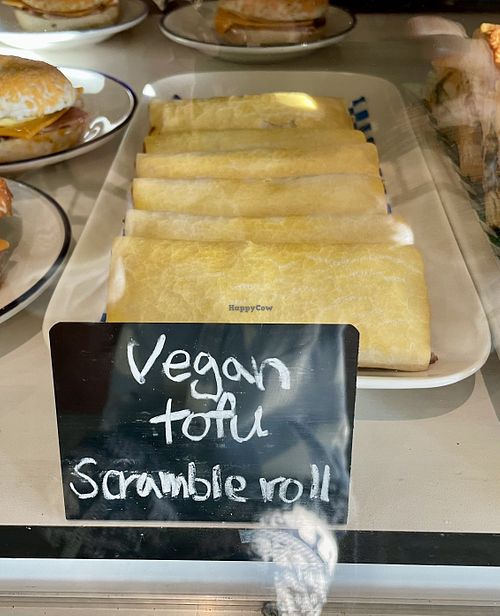 HappyCow
Vegan
tofu
Scramble roll